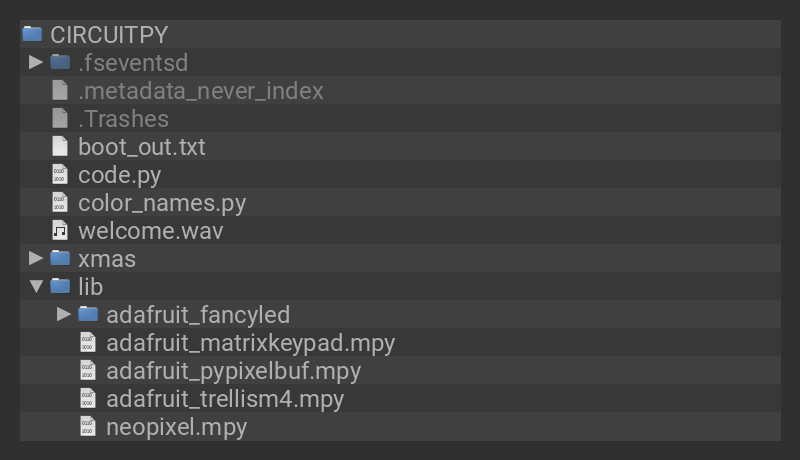 CIRCUITPY
.fseventsd
.metadata_never_index
.Trashes
boot_out.txt
code.py
color_names.py
welcome.wav
xmas
lib
adafruit_fancyled
adafruit_matrixkeypad.mpy
adafruit_pypixelbuf.mpy
adafruit_trellism4.mpy
neopixel.mpy